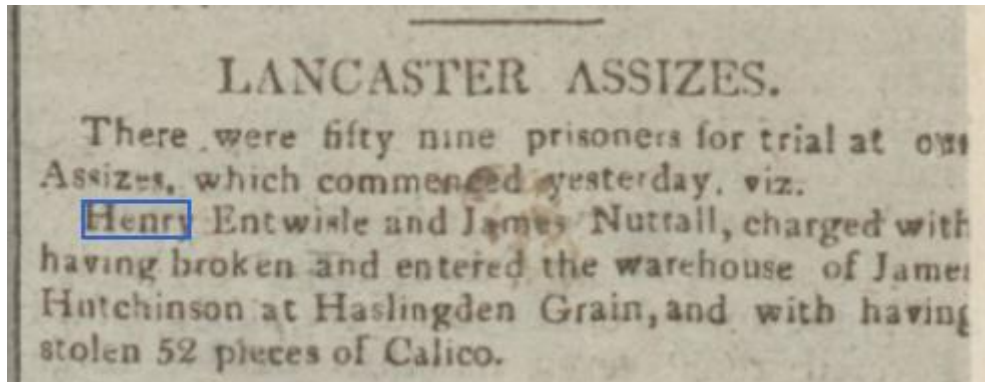 LANCASTER ASSIZES.
There were fifty nine prisoners for trial at our
Assizes, which commenced yesterday. viz.
Henry Entwisle and James Nuttall, charged with
having broken and entered the warehouse of James
Hutchinson at Haslingden Grain, and with having
stolen 52 pieces of Calico.